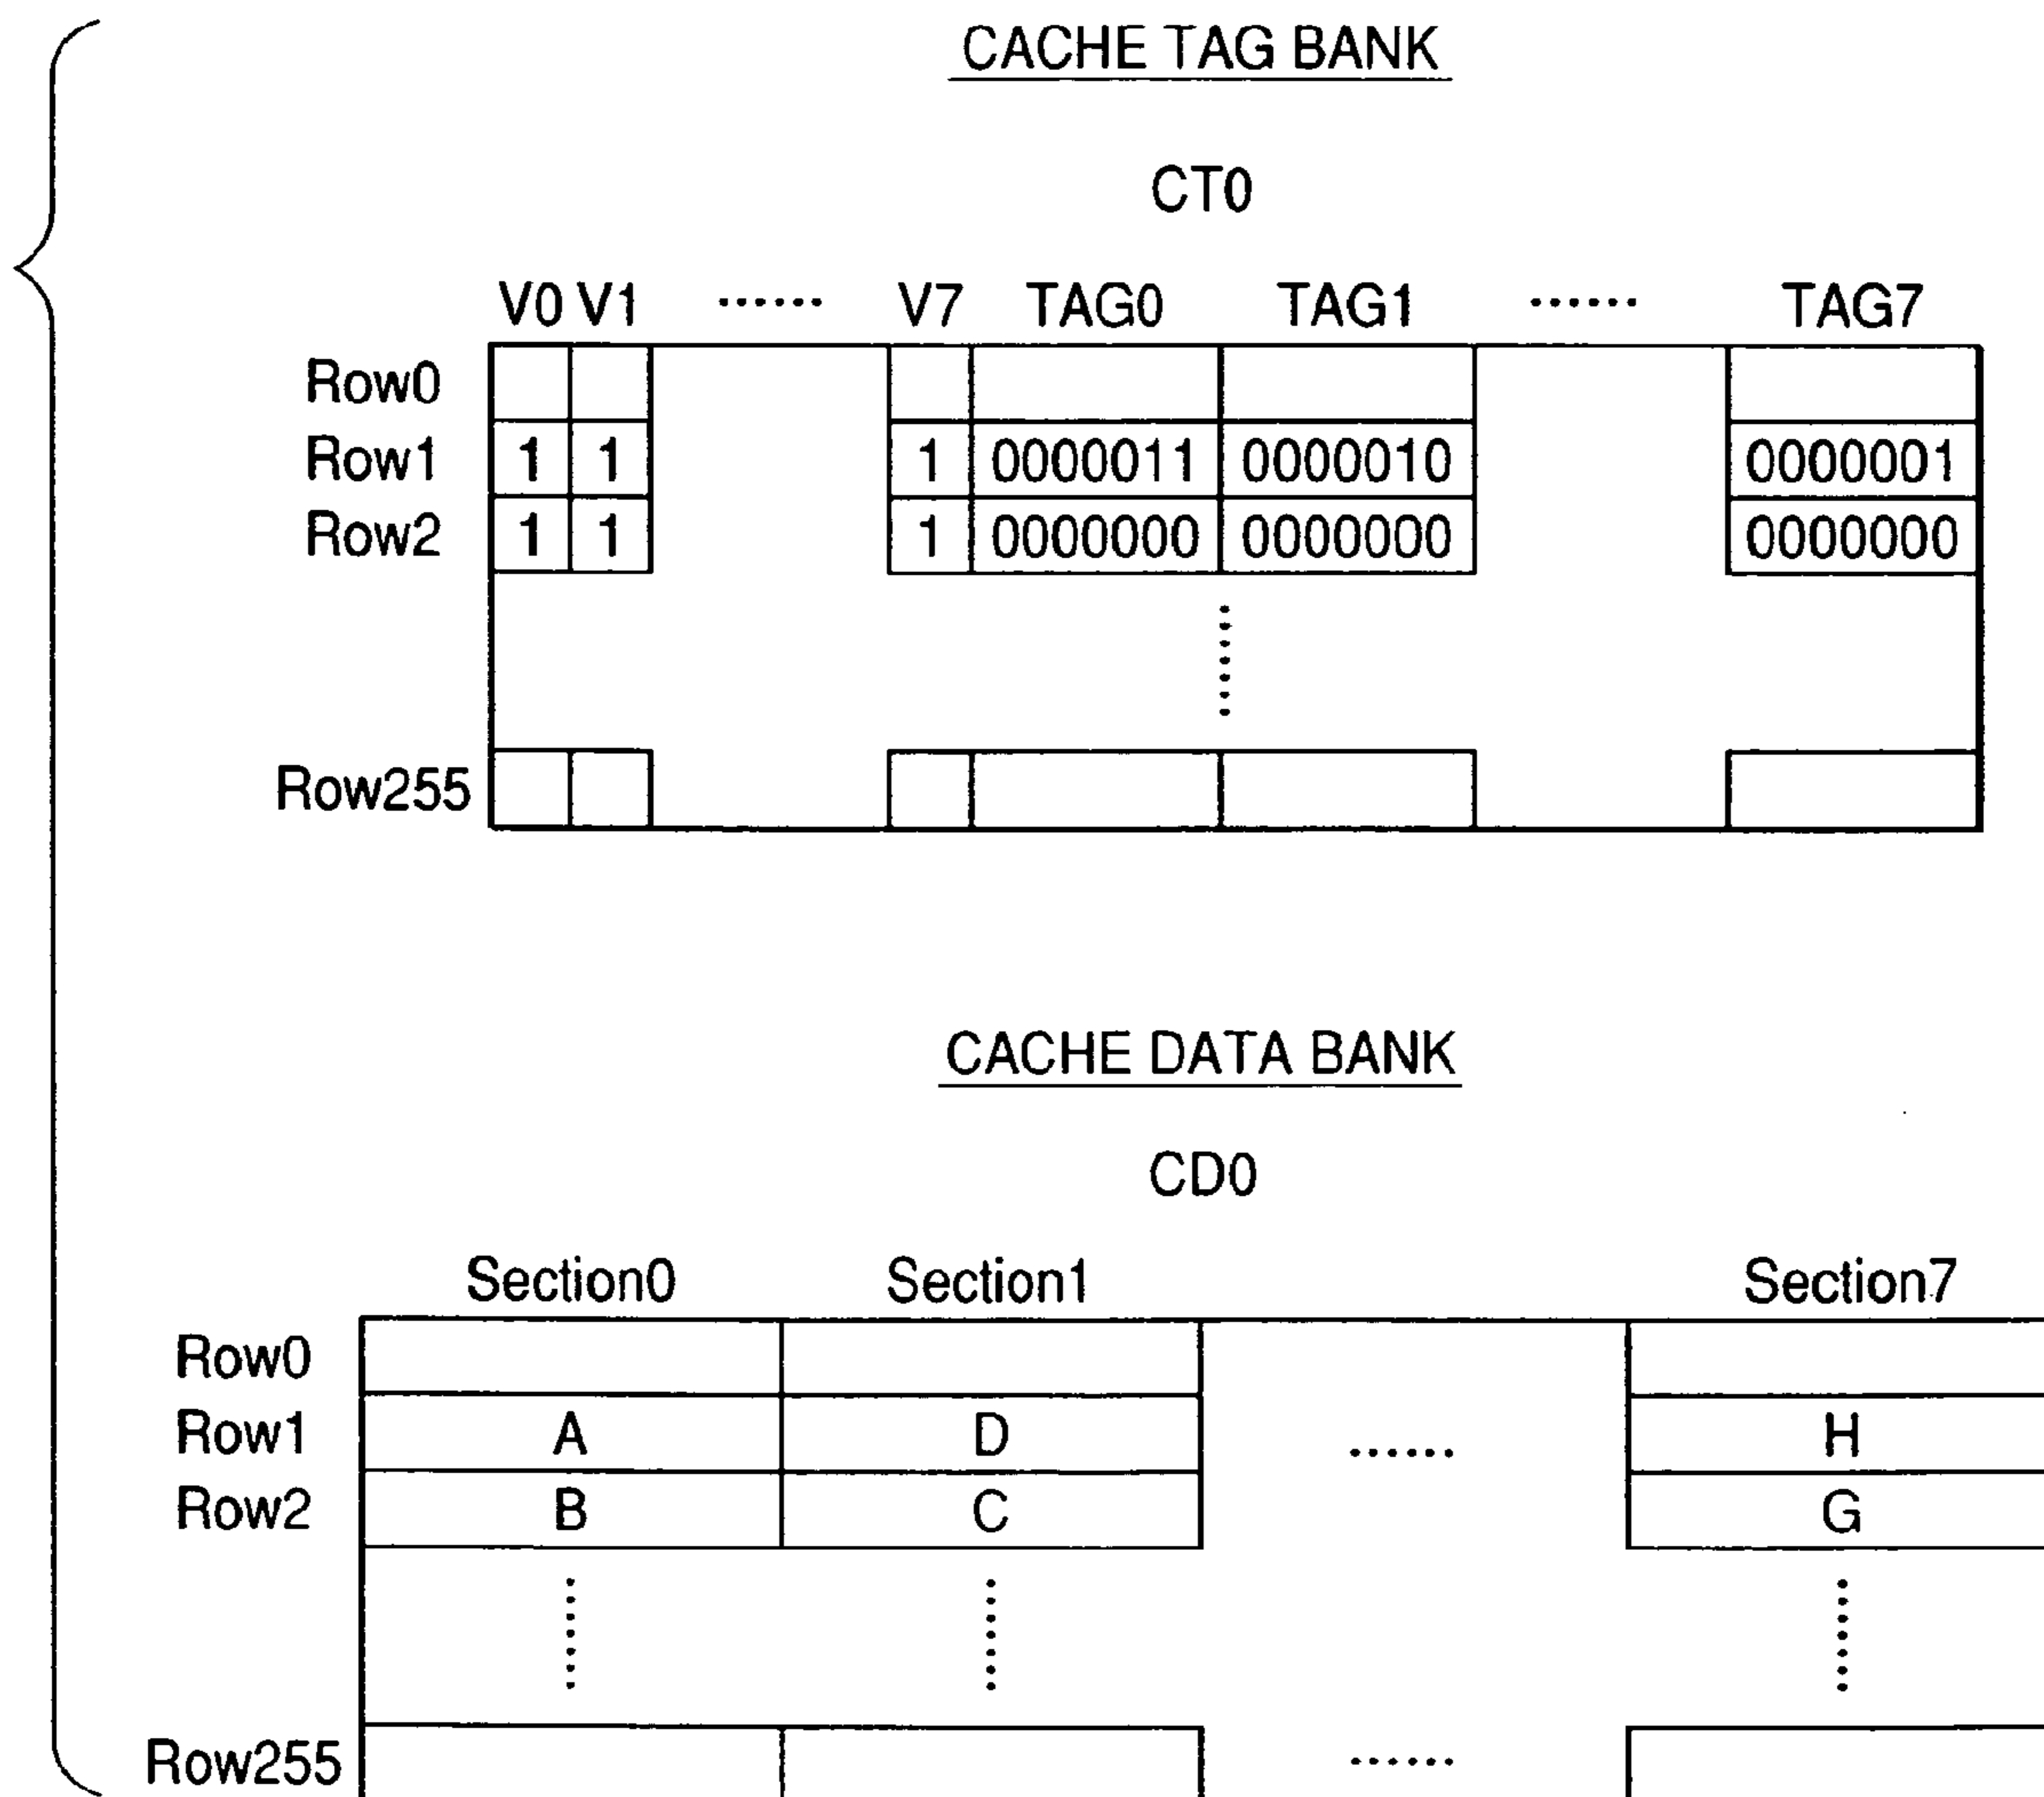 CACHE TAG BANK
CT0
V0 V1 ...... V7 TAG0 TAG1 ...... TAG7
Row0
Row1 1 1 1 0000011 0000010 0000001
Row2 1 1 1 0000000 0000000 0000000
Row255
CACHE DATA BANK
CD0
Section0 Section1 Section7
Row0
Row1 A D ...... H
Row2 B C G
Row255 ......